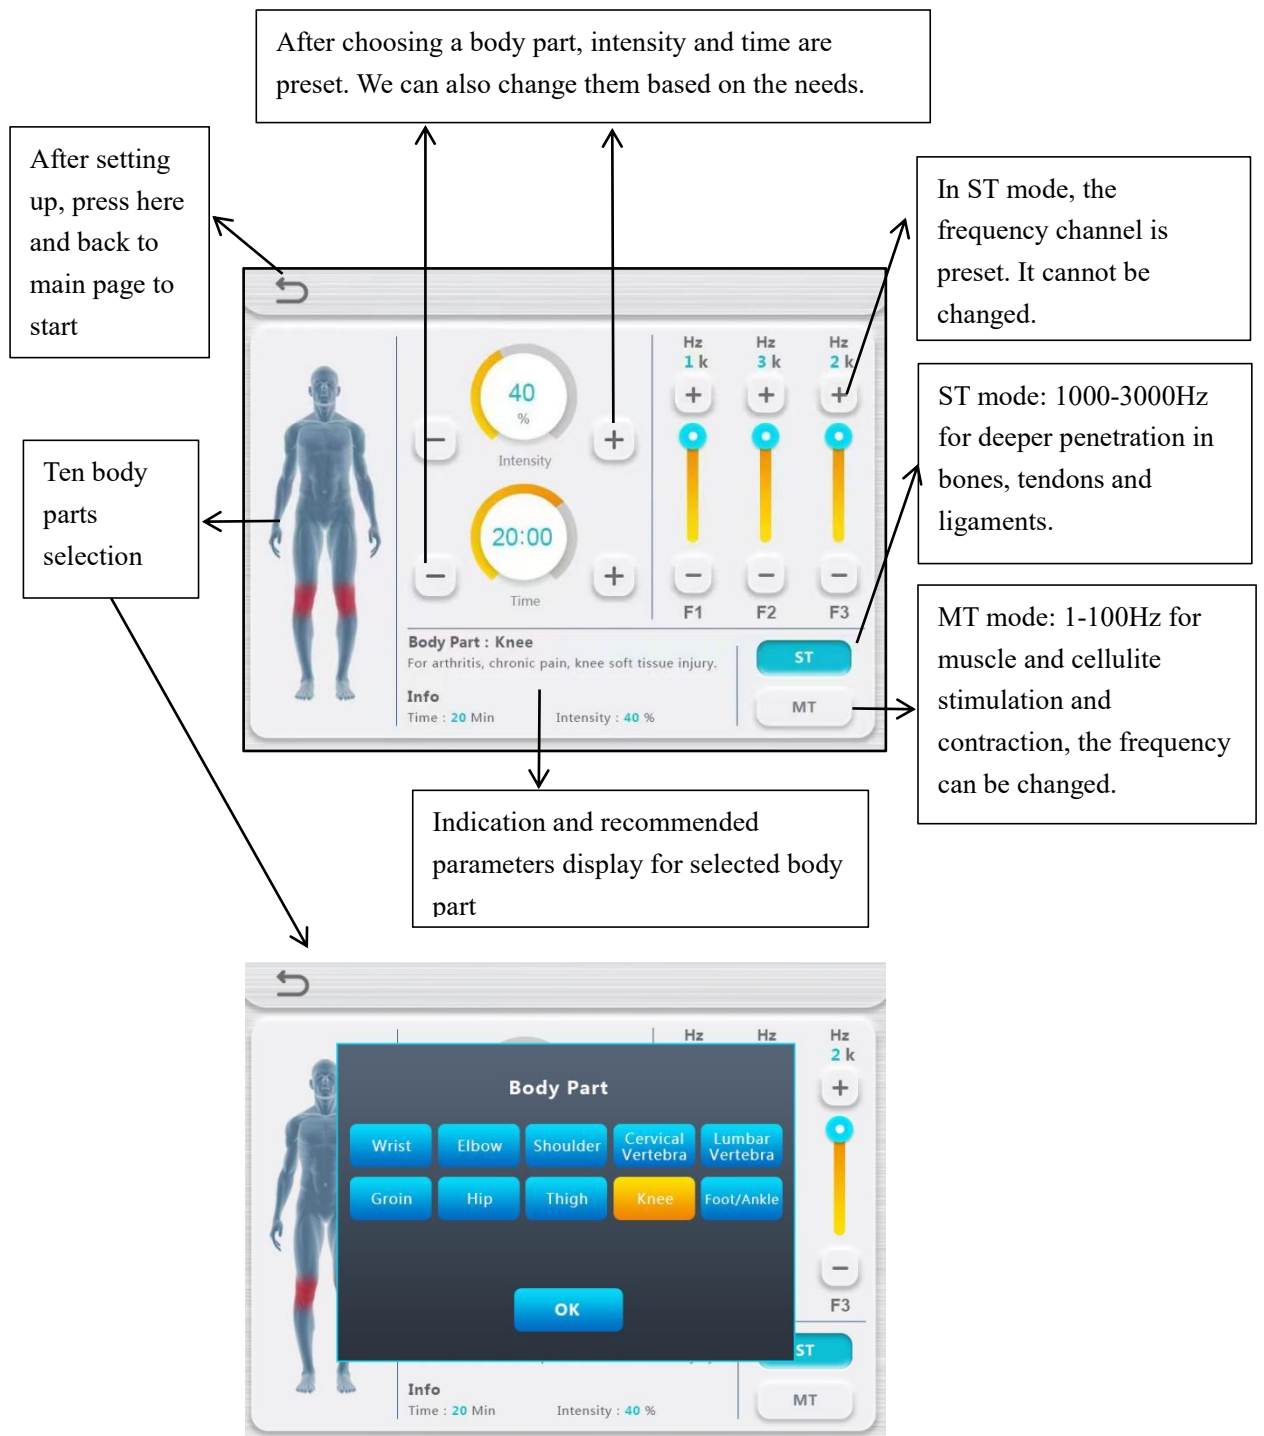 After choosing a body part, intensity and time are
preset. We can also change them based on the needs.
After setting
up, press here
and back to
main page to
start
In ST mode, the
frequency channel is
preset. It cannot be
changed.
ST mode: 1000-3000Hz
for deeper penetration in
bones, tendons and
ligaments.
MT mode: 1-100Hz for
muscle and cellulite
stimulation and
contraction, the frequency
can be changed.
Ten body
parts
selection
40
%
Intensity
20:00
Time
Hz Hz Hz
1 k 3 k 2 k
F1 F2 F3
Body Part : Knee
For arthritis, chronic pain, knee soft tissue injury.
Info
Time : 20 Min Intensity : 40 %
ST
MT
Indication and recommended
parameters display for selected body
part
Hz Hz Hz
2 k
Body Part
Wrist Elbow Shoulder Cervical Vertebra Lumbar Vertebra
Groin Hip Thigh Knee Foot/Ankle
OK
F3
ST
MT
Info
Time : 20 Min Intensity : 40 %